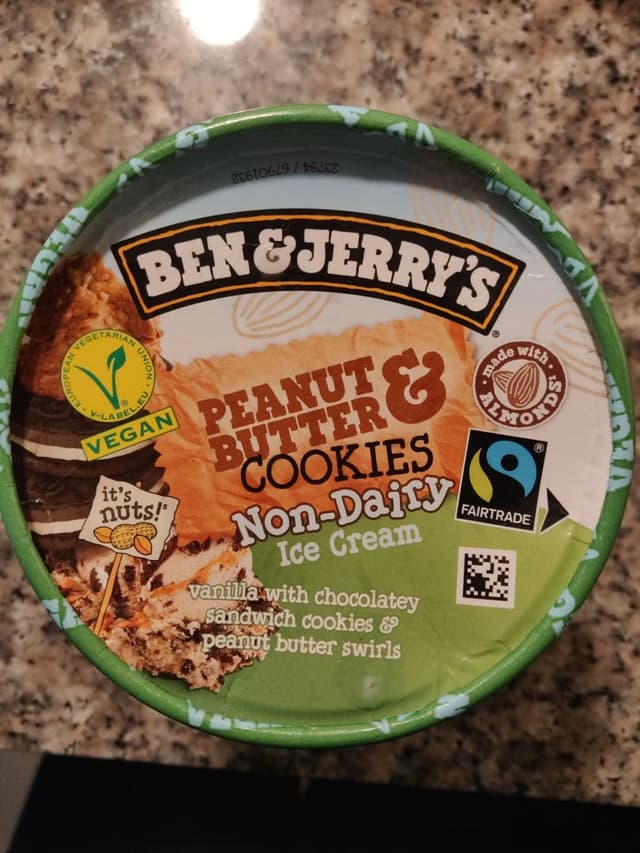 23784 / 67901932
BEN & JERRY'S
EUROPEAN VEGETARIAN UNION
V-LABEL.EU
VEGAN
it's
nuts!
PEANUT
BUTTER &
COOKIES
Non-Dairy
Ice Cream
made with
ALMONDS
FAIRTRADE
vanilla with chocolatey
sandwich cookies &
peanut butter swirls